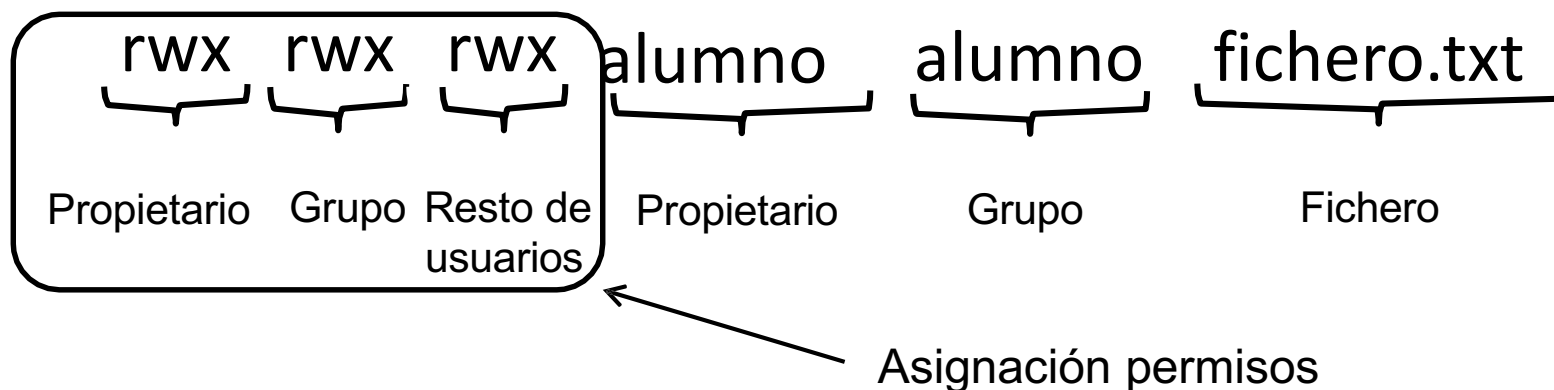 rwx rwx rwx alumno alumno fichero.txt
Propietario Grupo Resto de usuarios Propietario Grupo Fichero
Asignación permisos